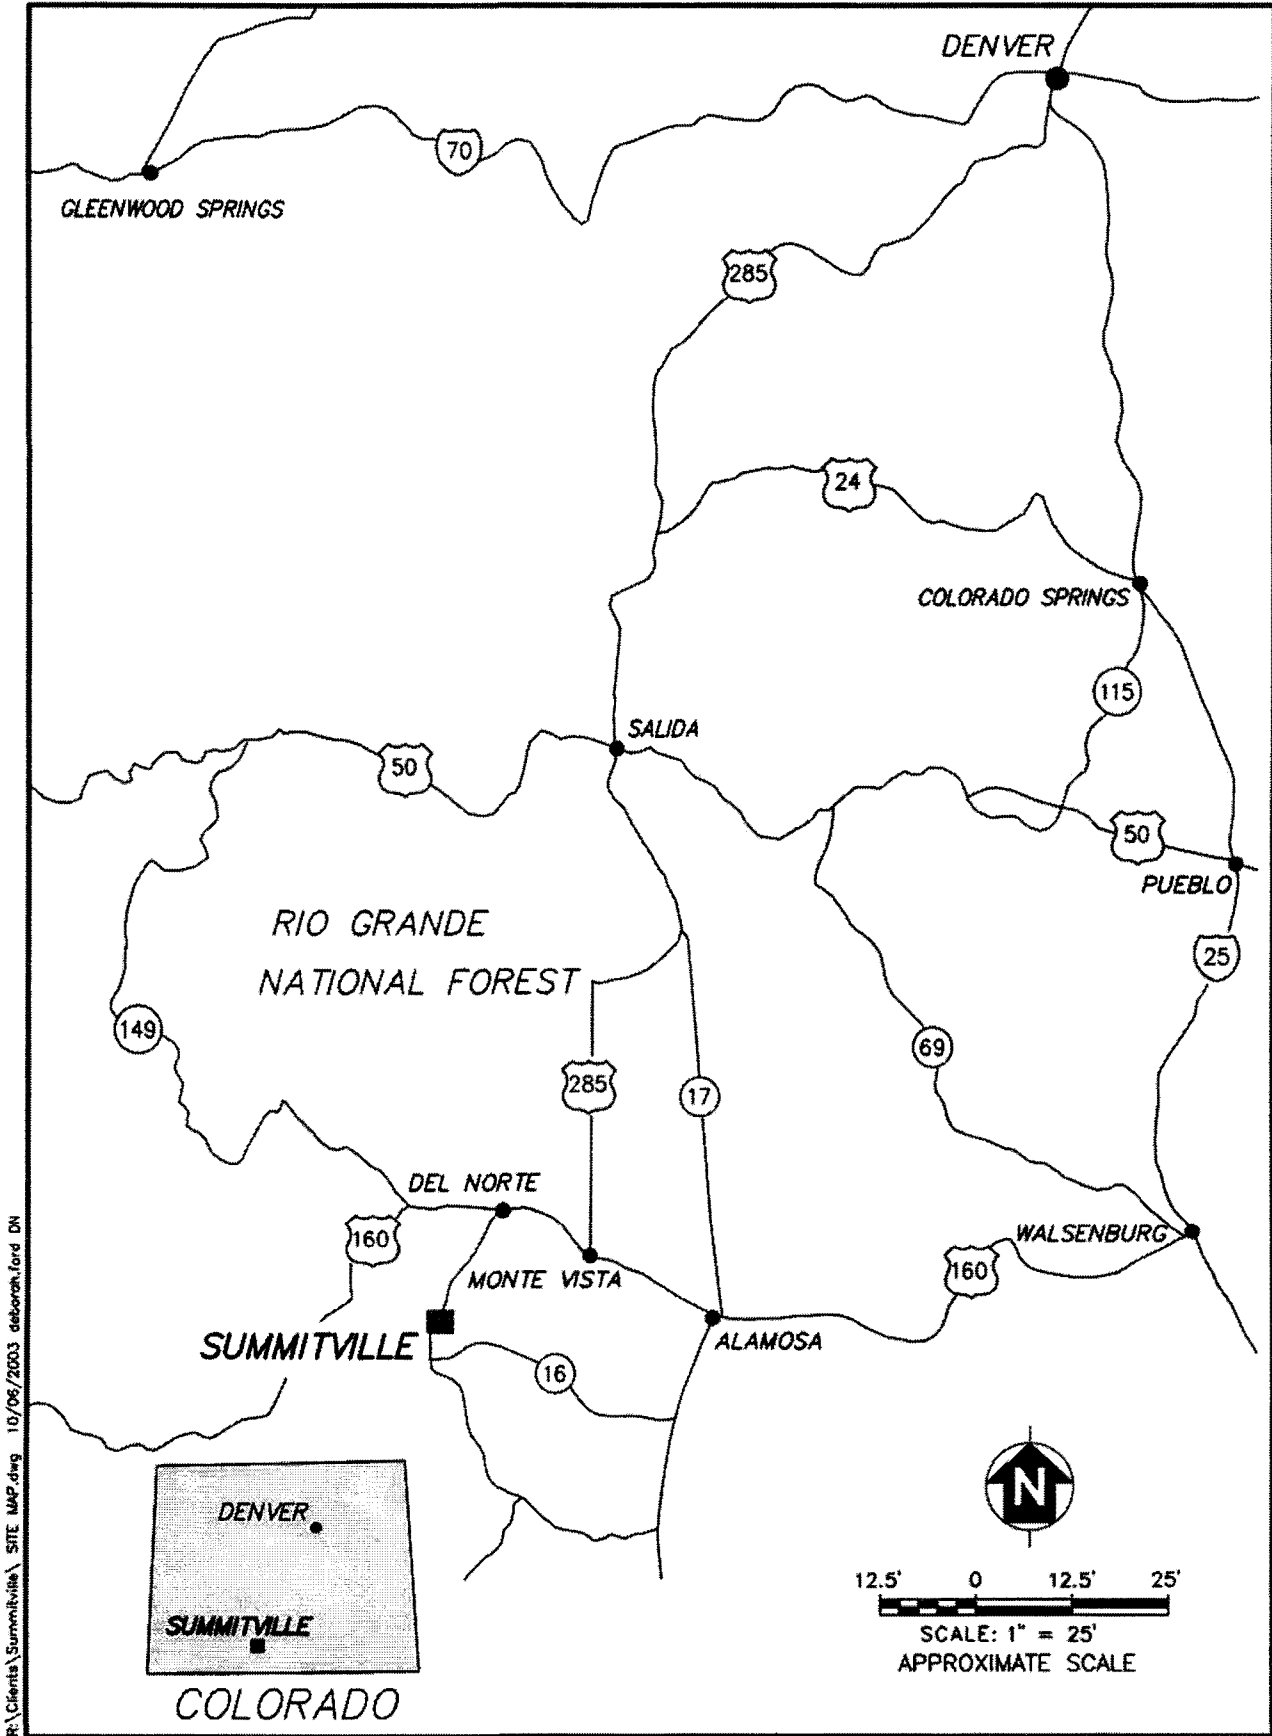 DENVER
70
GLEENWOOD SPRINGS
285
24
COLORADO SPRINGS
115
SALIDA
50
50
PUEBLO
RIO GRANDE
NATIONAL FOREST
25
149
69
285
17
DEL NORTE
160
WALSENBURG
160
MONTE VISTA
SUMMITVILLE
ALAMOSA
16
N
DENVER
SUMMITVILLE
COLORADO
12.5' 0 12.5' 25'
SCALE: 1" = 25'
APPROXIMATE SCALE
R:\Clients\Summitville\ SITE MAP.dwg 10/06/2003 deborah.ford DN